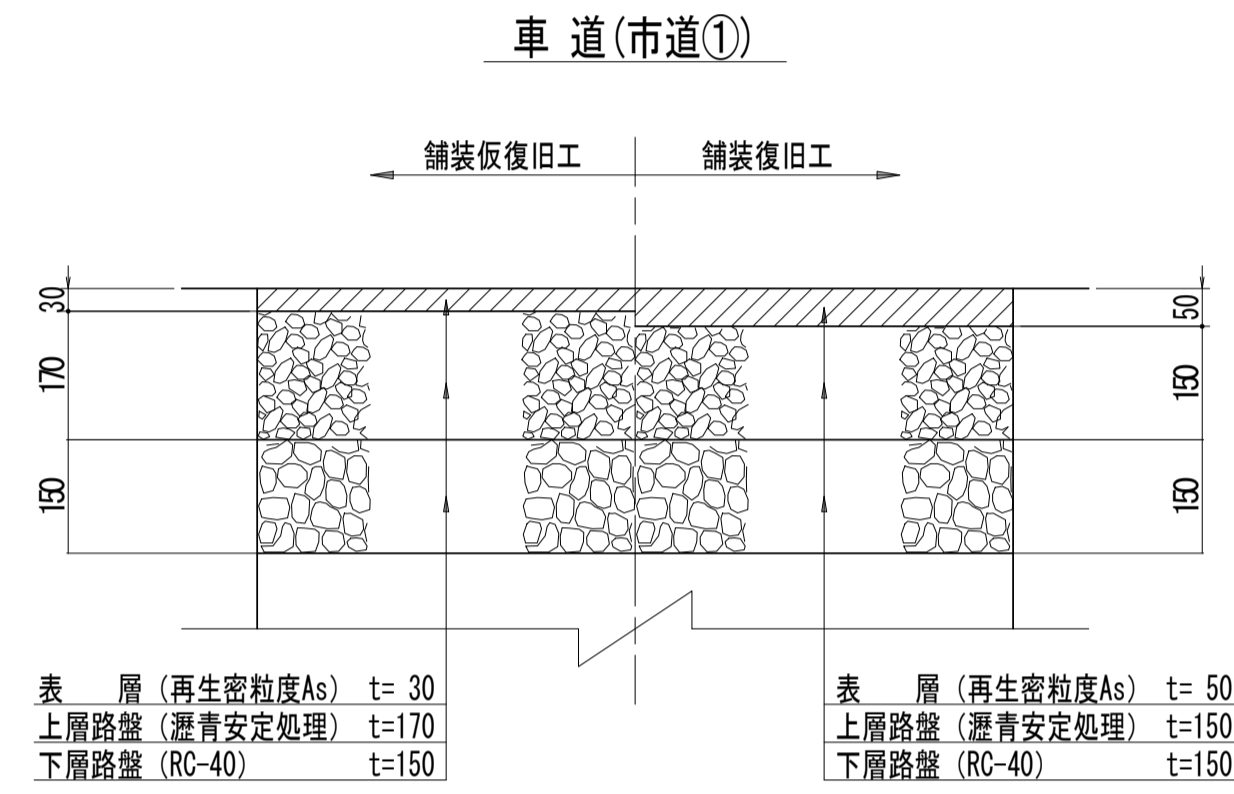 車 道(市道①)
舗装仮復旧工
舗装復旧工
30
170
150
50
150
150
表 層 (再生密粒度As) t= 30
上層路盤 (瀝青安定処理) t=170
下層路盤 (RC-40) t=150
表 層 (再生密粒度As) t= 50
上層路盤 (瀝青安定処理) t=150
下層路盤 (RC-40) t=150